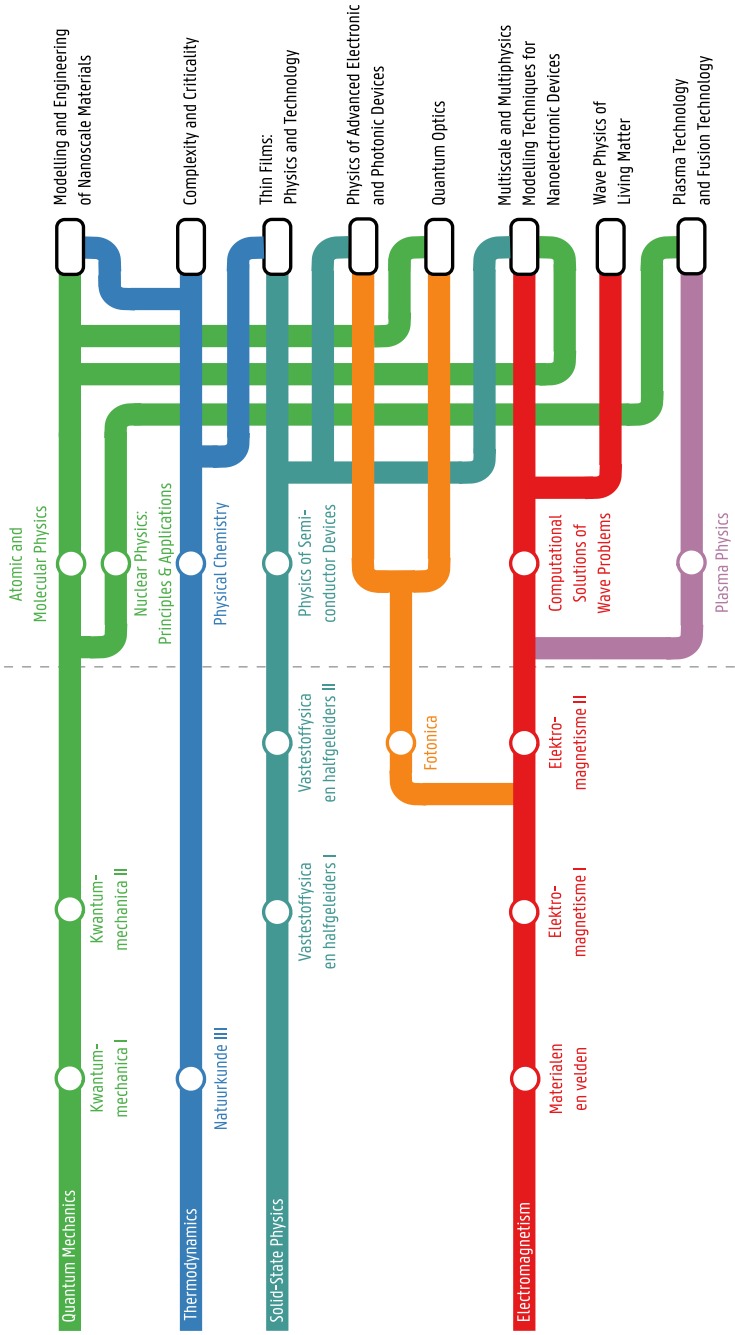 Modelling and Engineering
of Nanoscale Materials
Complexity and Criticality
Thin Films:
Physics and Technology
Physics of Advanced Electronic
and Photonic Devices
Quantum Optics
Multiscale and Multiphysics
Modelling Techniques for
Nanoelectronic Devices
Wave Physics of
Living Matter
Plasma Technology
and Fusion Technology
Atomic and
Molecular Physics
Nuclear Physics:
Principles & Applications
Physical Chemistry
Physics of Semi-
conductor Devices
Computational
Solutions of
Wave Problems
Plasma Physics
Vastestoffysica
en halfgeleiders II
Fotonica
Elektro-
magnetisme II
Kwantum-
mechanica II
Vastestoffysica
en halfgeleiders I
Elektro-
magnetisme I
Kwantum-
mechanica I
Natuurkunde III
Materialen
en velden
Quantum Mechanics
Thermodynamics
Solid-State Physics
Electromagnetism